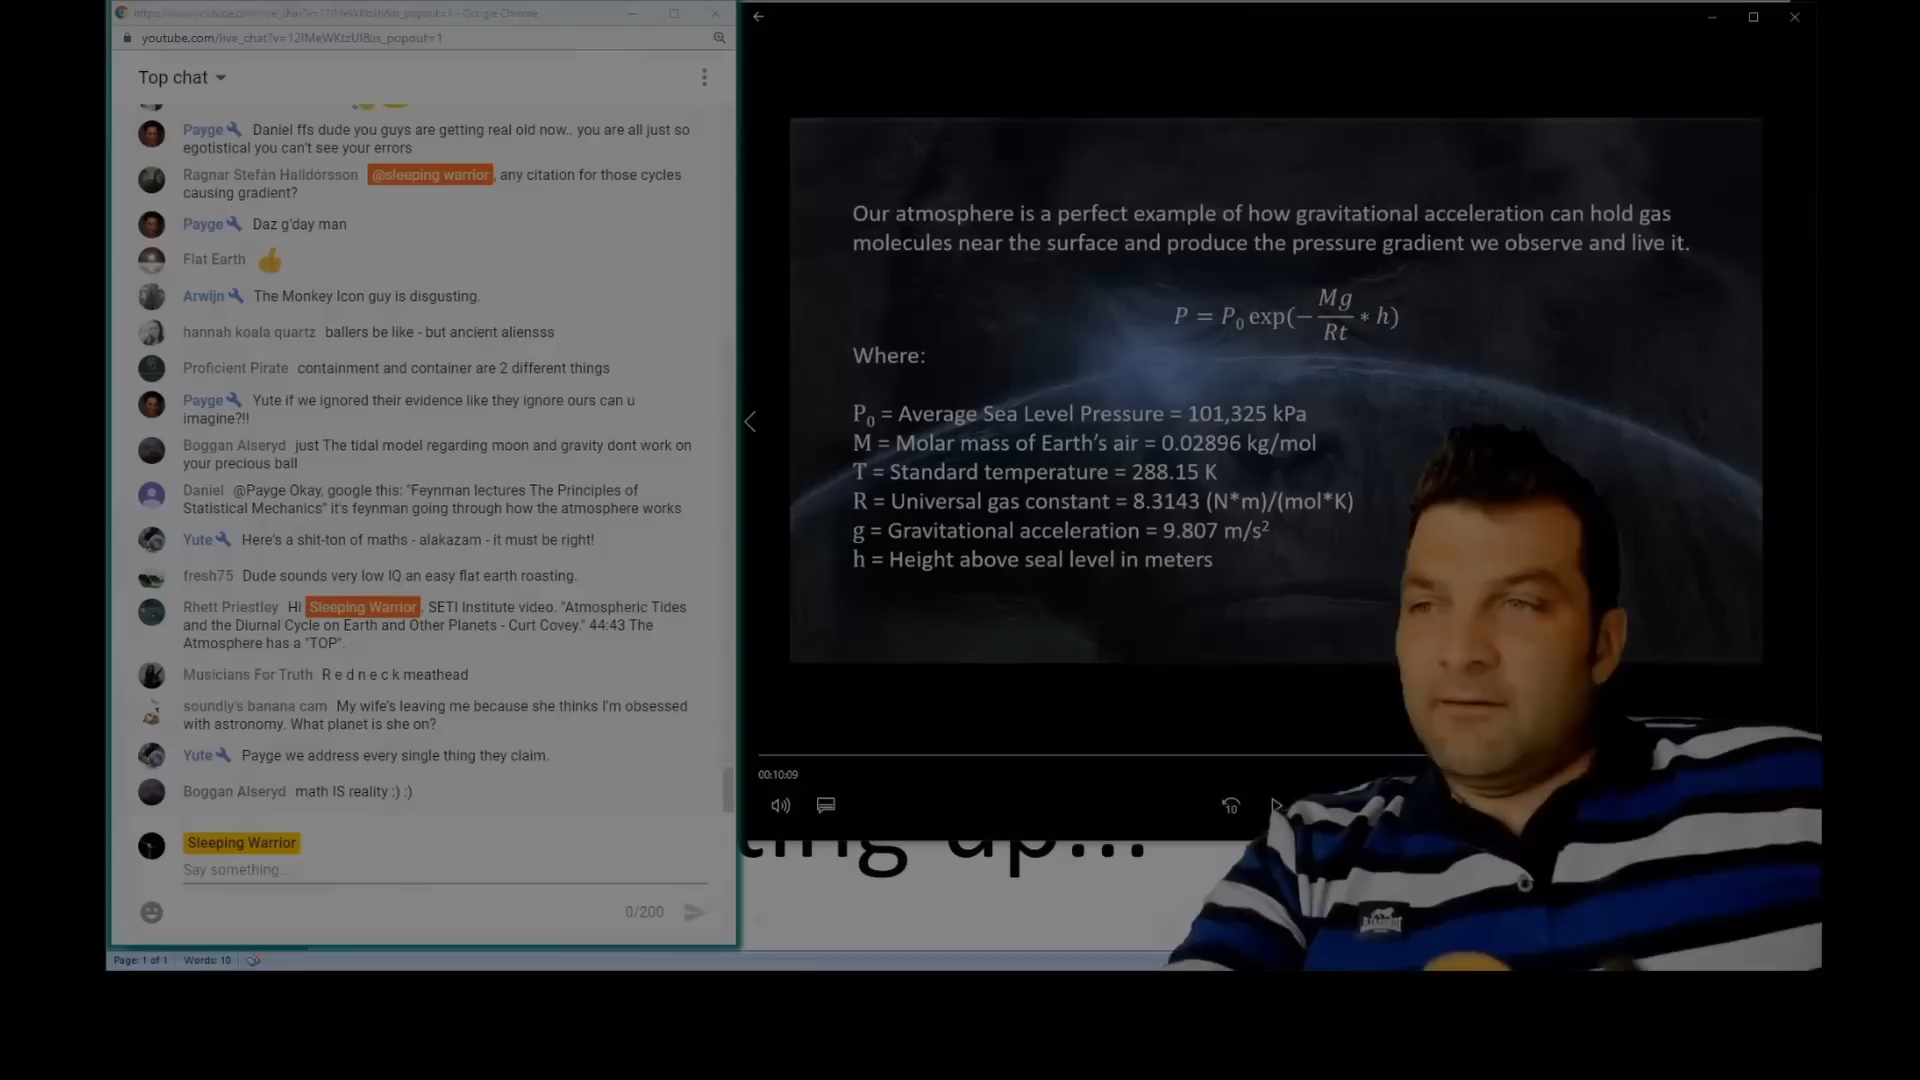 youtube.com/live_chat?v=12IMeWKtzUI&is_popout=1
Top chat
Payge Daniel ffs dude you guys are getting real old now.. you are all just so
egotistical you can't see your errors
Ragnar Stefán Halldórsson @sleeping warrior, any citation for those cycles
causing gradient?
Payge Daz g'day man
Flat Earth
Arwijn The Monkey Icon guy is disgusting.
hannah koala quartz ballers be like - but ancient aliensss
Proficient Pirate containment and container are 2 different things
Payge Yute if we ignored their evidence like they ignore ours can u
imagine?!!
Boggan Alseryd just The tidal model regarding moon and gravity dont work on
your precious ball
Daniel @Payge Okay, google this: "Feynman lectures The Principles of
Statistical Mechanics" it's feynman going through how the atmosphere works
Yute Here's a shit-ton of maths - alakazam - it must be right!
fresh75 Dude sounds very low IQ an easy flat earth roasting.
Rhett Priestley HI Sleeping Warrior. SETI Institute video. "Atmospheric Tides
and the Diurnal Cycle on Earth and Other Planets - Curt Covey." 44:43 The
Atmosphere has a "TOP".
Musicians For Truth R e d n e c k meathead
soundly's banana cam My wife's leaving me because she thinks I'm obsessed
with astronomy. What planet is she on?
Yute Payge we address every single thing they claim.
Boggan Alseryd math IS reality :) :)
Sleeping Warrior
Say something...
0/200
Page: 1 of 1 Words: 10
Our atmosphere is a perfect example of how gravitational acceleration can hold gas
molecules near the surface and produce the pressure gradient we observe and live it.
P = P₀ exp(−Mg/Rt * h)
Where:
P₀ = Average Sea Level Pressure = 101,325 kPa
M = Molar mass of Earth's air = 0.02896 kg/mol
T = Standard temperature = 288.15 K
R = Universal gas constant = 8.3143 (N*m)/(mol*K)
g = Gravitational acceleration = 9.807 m/s²
h = Height above seal level in meters
00:10:09
10
ting up...